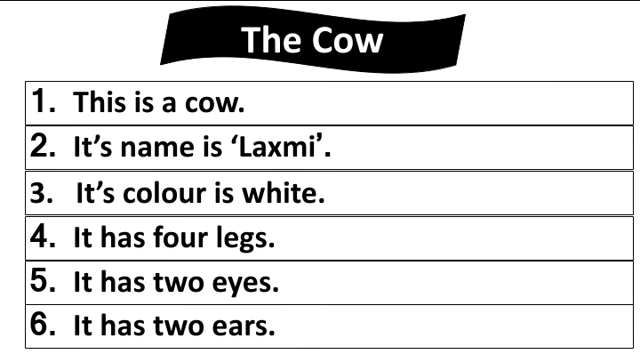 The Cow
1. This is a cow.
2. It’s name is ‘Laxmi’.
3. It’s colour is white.
4. It has four legs.
5. It has two eyes.
6. It has two ears.